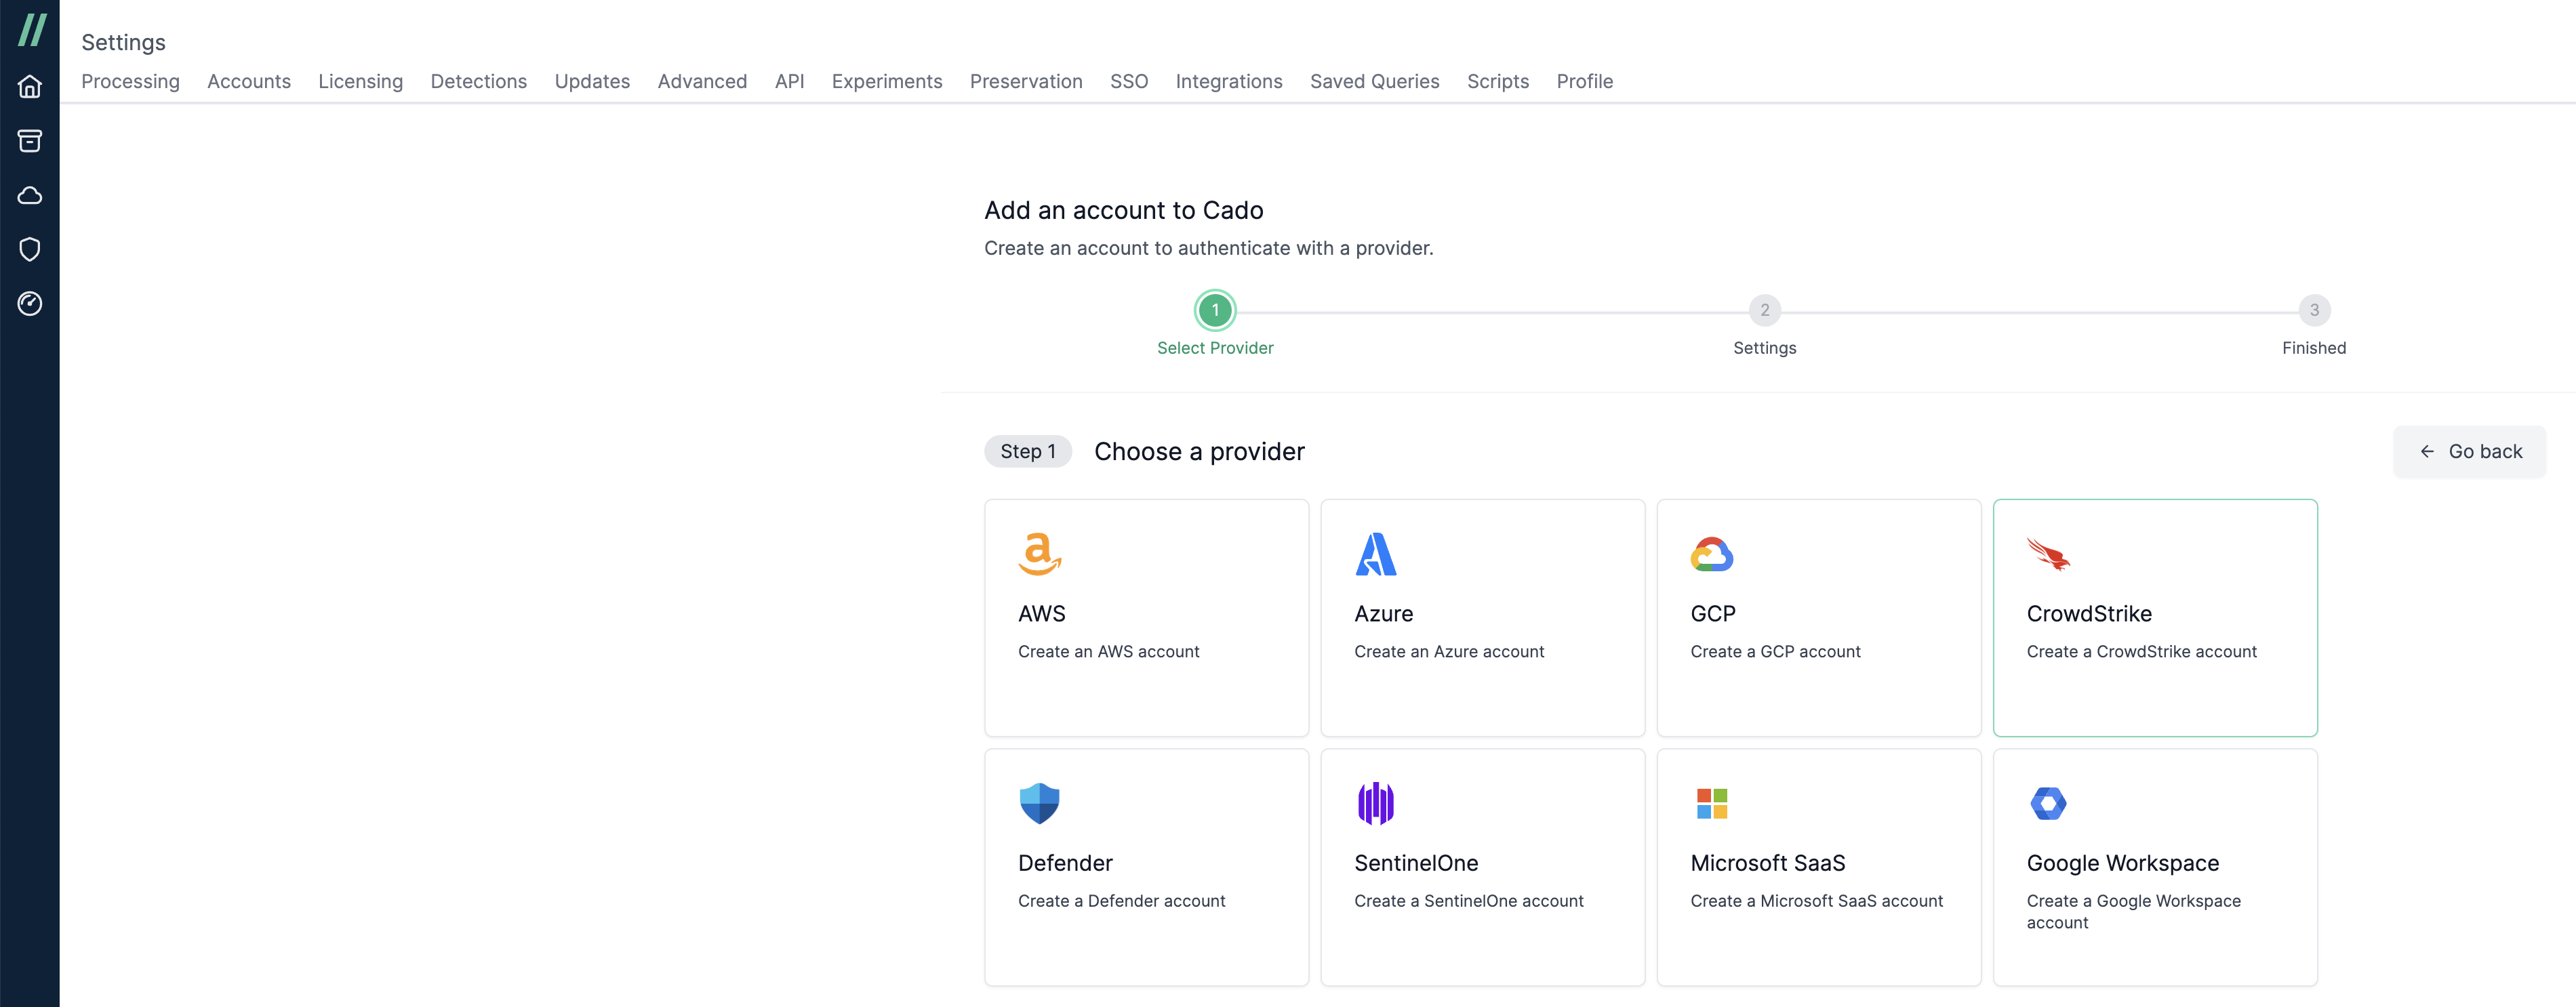 Settings
Processing Accounts Licensing Detections Updates Advanced API Experiments Preservation SSO Integrations Saved Queries Scripts Profile
Add an account to Cado
Create an account to authenticate with a provider.
1 2 3
Select Provider Settings Finished
Step 1 Choose a provider Go back
AWS
Create an AWS account
Azure
Create an Azure account
GCP
Create a GCP account
CrowdStrike
Create a CrowdStrike account
Defender
Create a Defender account
SentinelOne
Create a SentinelOne account
Microsoft SaaS
Create a Microsoft SaaS account
Google Workspace
Create a Google Workspace
account